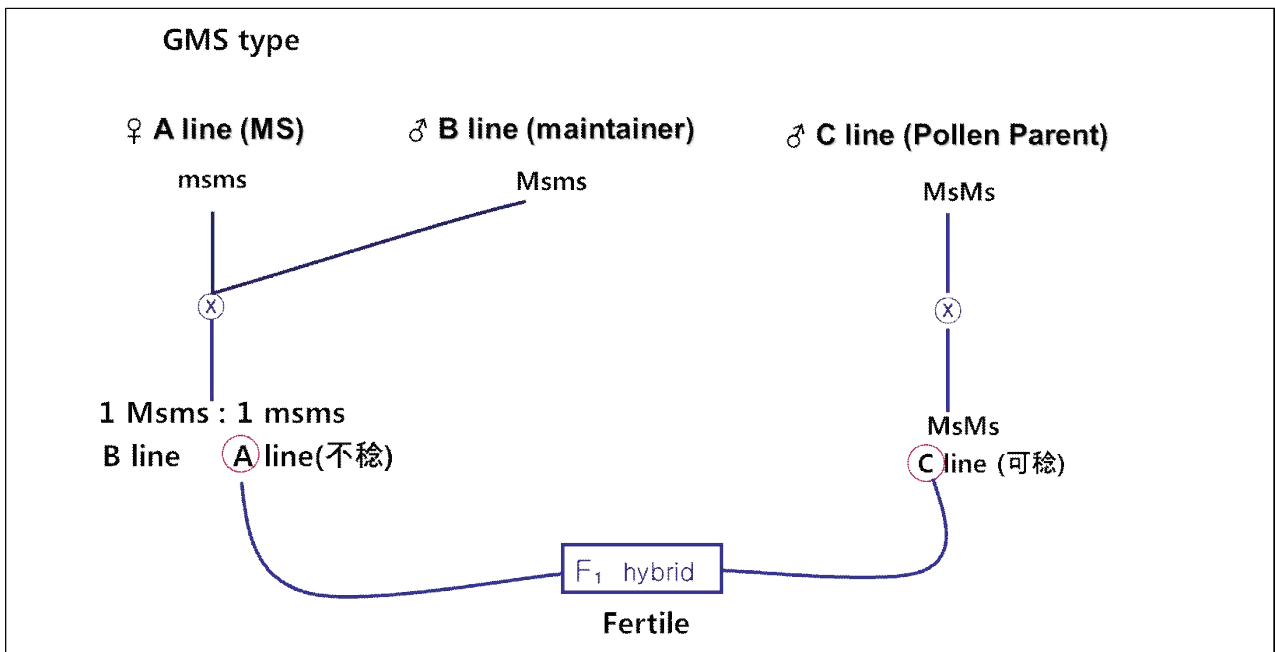 GMS type
♀ A line (MS)
♂ B line (maintainer)
♂ C line (Pollen Parent)
msms
Msms
MsMs
X
X
1 Msms : 1 msms
B line A line(不稔)
MsMs
C line (可稔)
F₁ hybrid
Fertile